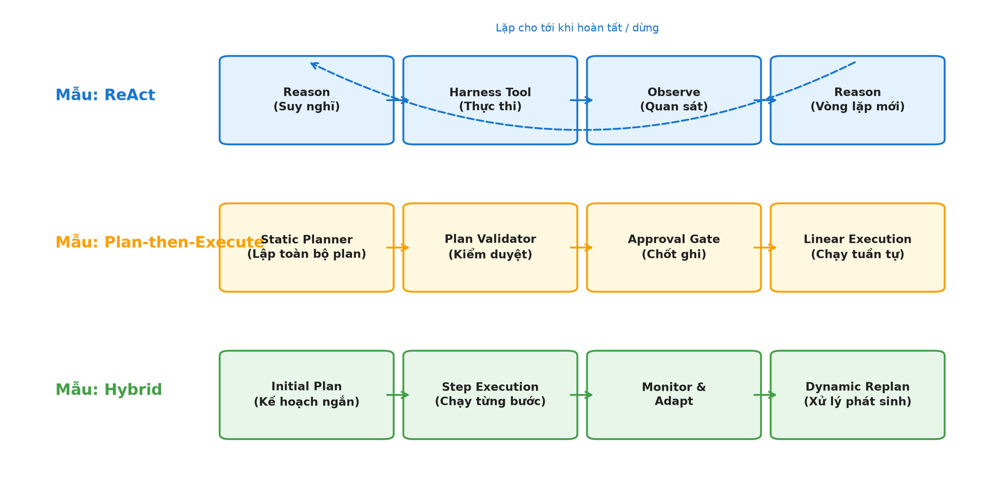 Lặp cho tới khi hoàn tất / dừng
Mẫu: ReAct
Reason
(Suy nghĩ)
Harness Tool
(Thực thi)
Observe
(Quan sát)
Reason
(Vòng lặp mới)
Mẫu: Plan-then-Execute
Static Planner
(Lập toàn bộ plan)
Plan Validator
(Kiểm duyệt)
Approval Gate
(Chốt ghi)
Linear Execution
(Chạy tuần tự)
Mẫu: Hybrid
Initial Plan
(Kế hoạch ngắn)
Step Execution
(Chạy từng bước)
Monitor &
Adapt
Dynamic Replan
(Xử lý phát sinh)